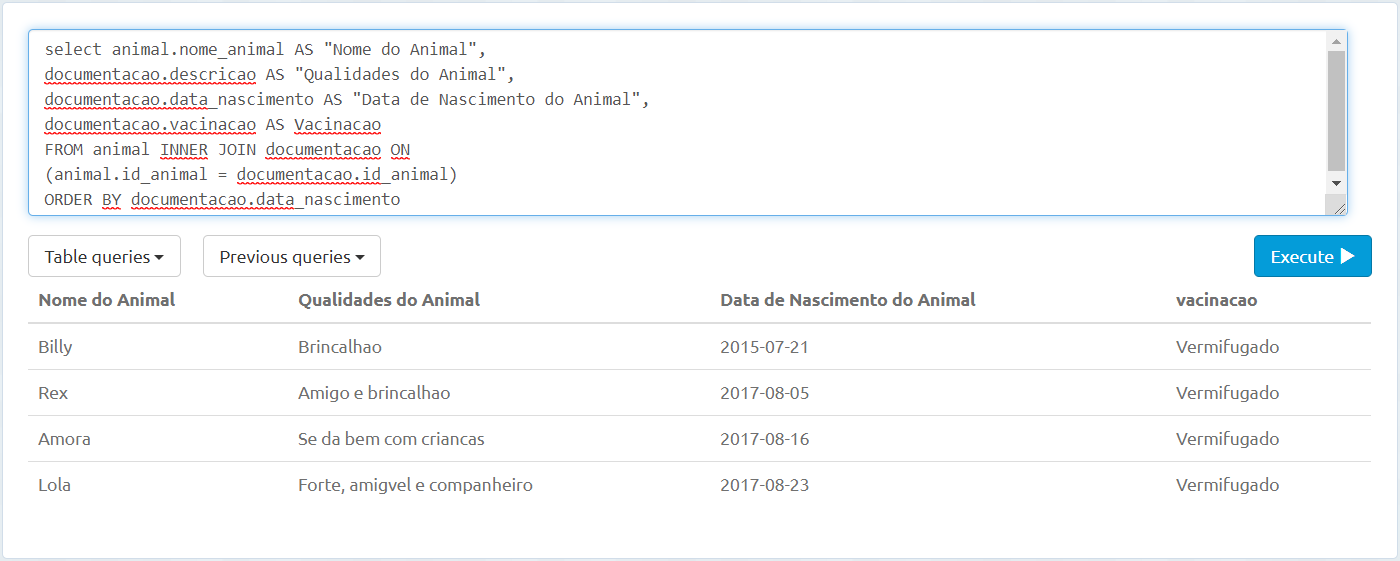 select animal.nome_animal AS "Nome do Animal",
documentacao.descricao AS "Qualidades do Animal",
documentacao.data_nascimento AS "Data de Nascimento do Animal",
documentacao.vacinacao AS Vacinacao
FROM animal INNER JOIN documentacao ON
(animal.id_animal = documentacao.id_animal)
ORDER BY documentacao.data_nascimento
Table queries Previous queries Execute
Nome do Animal Qualidades do Animal Data de Nascimento do Animal vacinacao
Billy Brincalhao 2015-07-21 Vermifugado
Rex Amigo e brincalhao 2017-08-05 Vermifugado
Amora Se da bem com criancas 2017-08-16 Vermifugado
Lola Forte, amigvel e companheiro 2017-08-23 Vermifugado